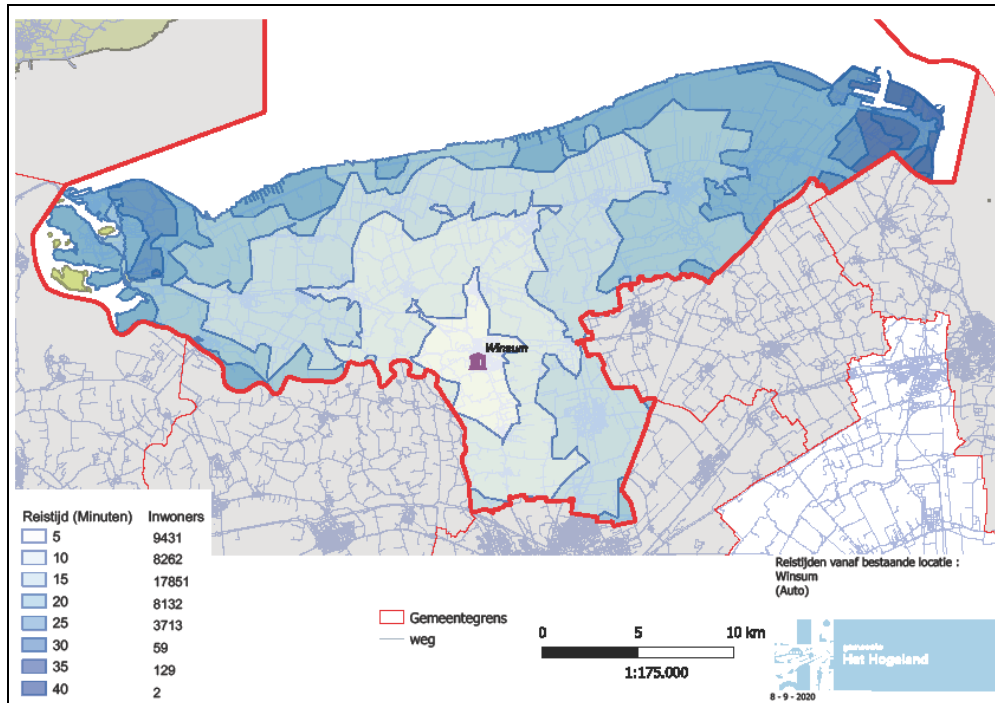 Winsum
Reistijd (Minuten) Inwoners
5 9431
10 8262
15 17851
20 8132
25 3713
30 59
35 129
40 2
Gemeentegrens
weg
0 5 10 km
1:175.000
Reistijden vanaf bestaande locatie :
Winsum
(Auto)
gemeente
Het Hogeland
8 - 9 - 2020